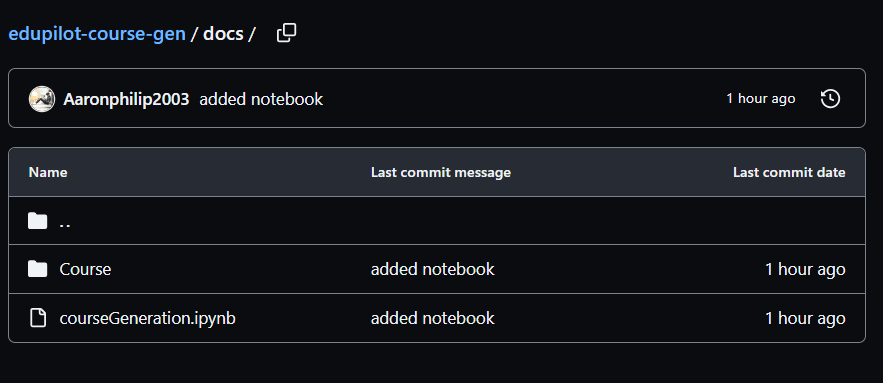 edupilot-course-gen / docs /
Aaronphilip2003 added notebook 1 hour ago
Name Last commit message Last commit date
..
Course added notebook 1 hour ago
courseGeneration.ipynb added notebook 1 hour ago